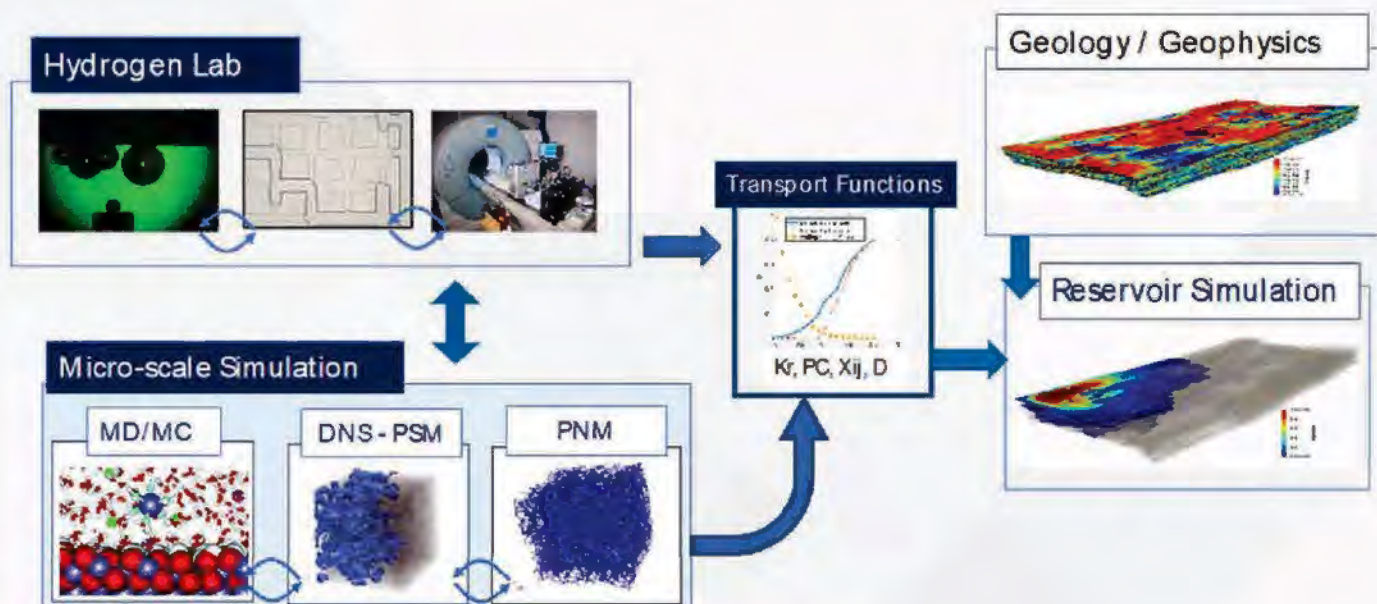 Hydrogen Lab
Geology / Geophysics
Transport Functions
Kr, PC, Xij, D
Reservoir Simulation
Micro-scale Simulation
MD/MC
DNS - PSM
PNM